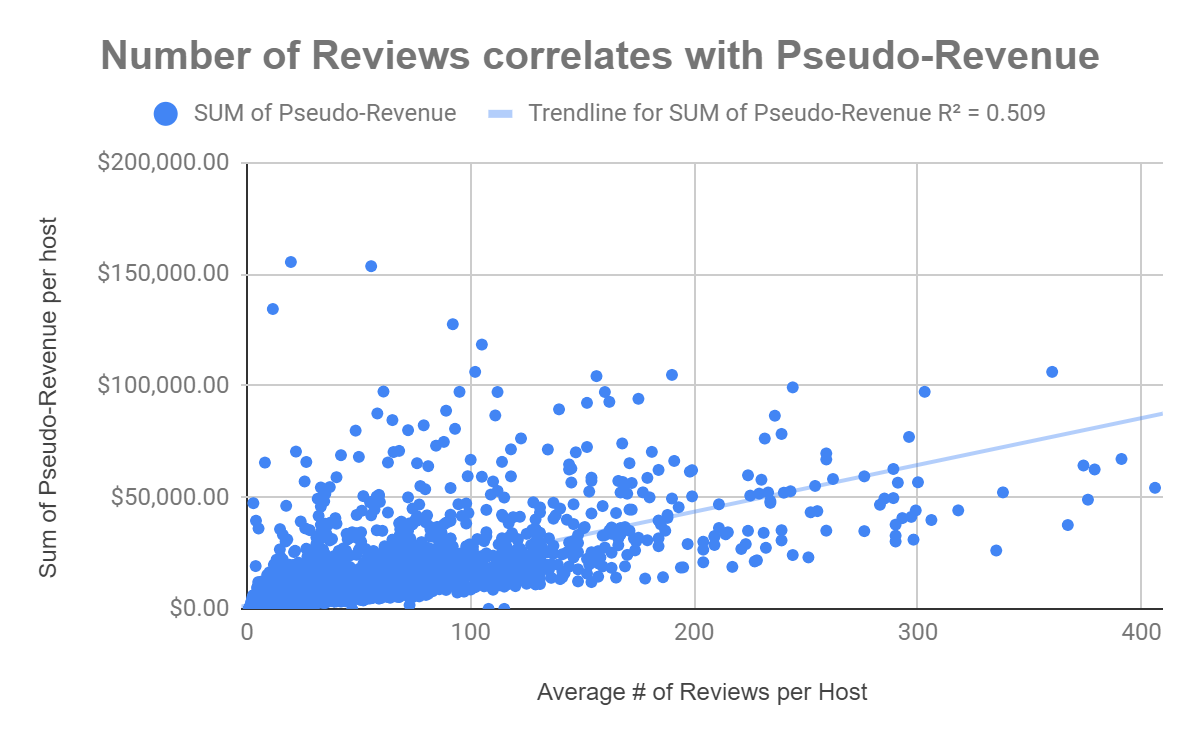 Number of Reviews correlates with Pseudo-Revenue
SUM of Pseudo-Revenue
Trendline for SUM of Pseudo-Revenue R² = 0.509
Sum of Pseudo-Revenue per host
$200,000.00
$150,000.00
$100,000.00
$50,000.00
$0.00
0
100
200
300
400
Average # of Reviews per Host